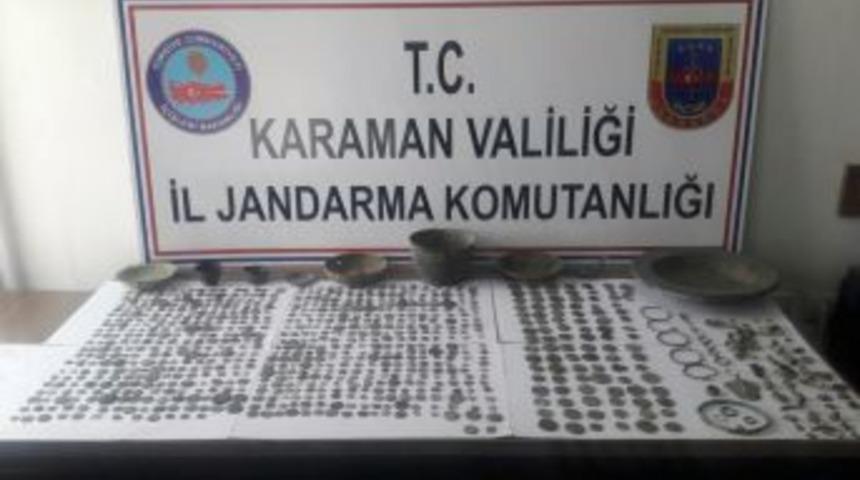 T.C.
KARAMAN VALİLİĞİ
İL JANDARMA KOMUTANLIĞI